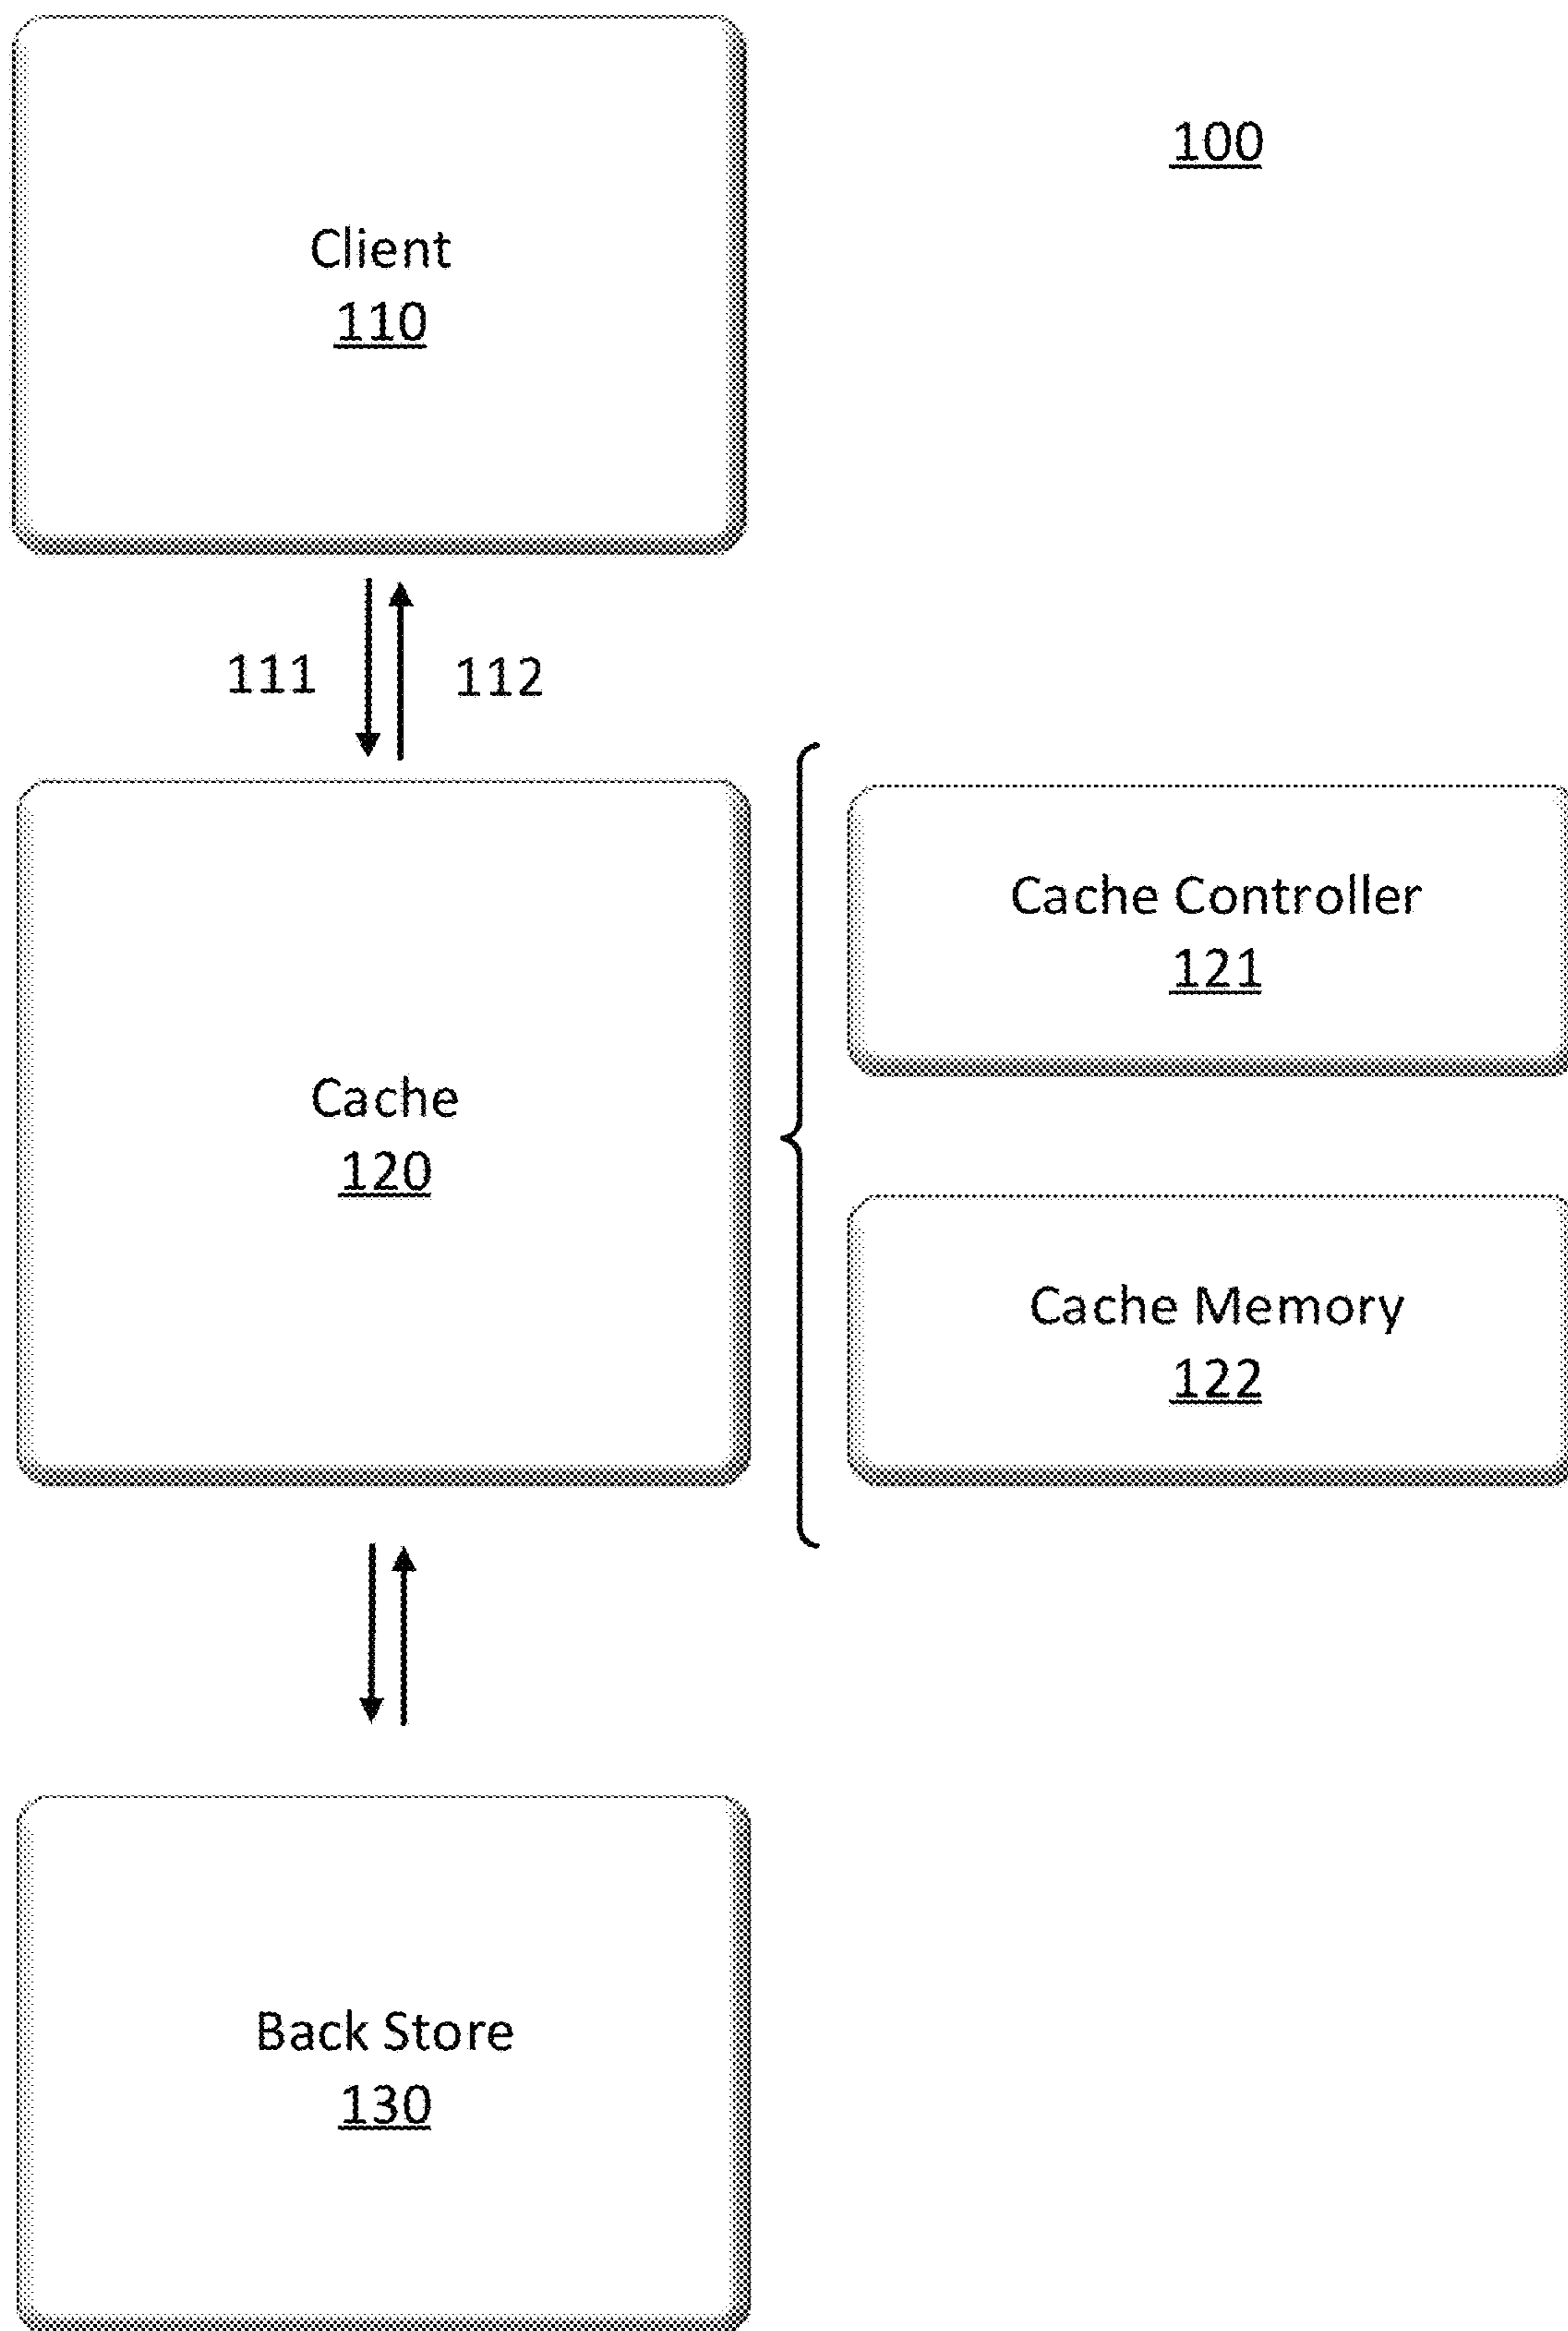 100
Client
110
111
112
Cache Controller
121
Cache
120
Cache Memory
122
Back Store
130